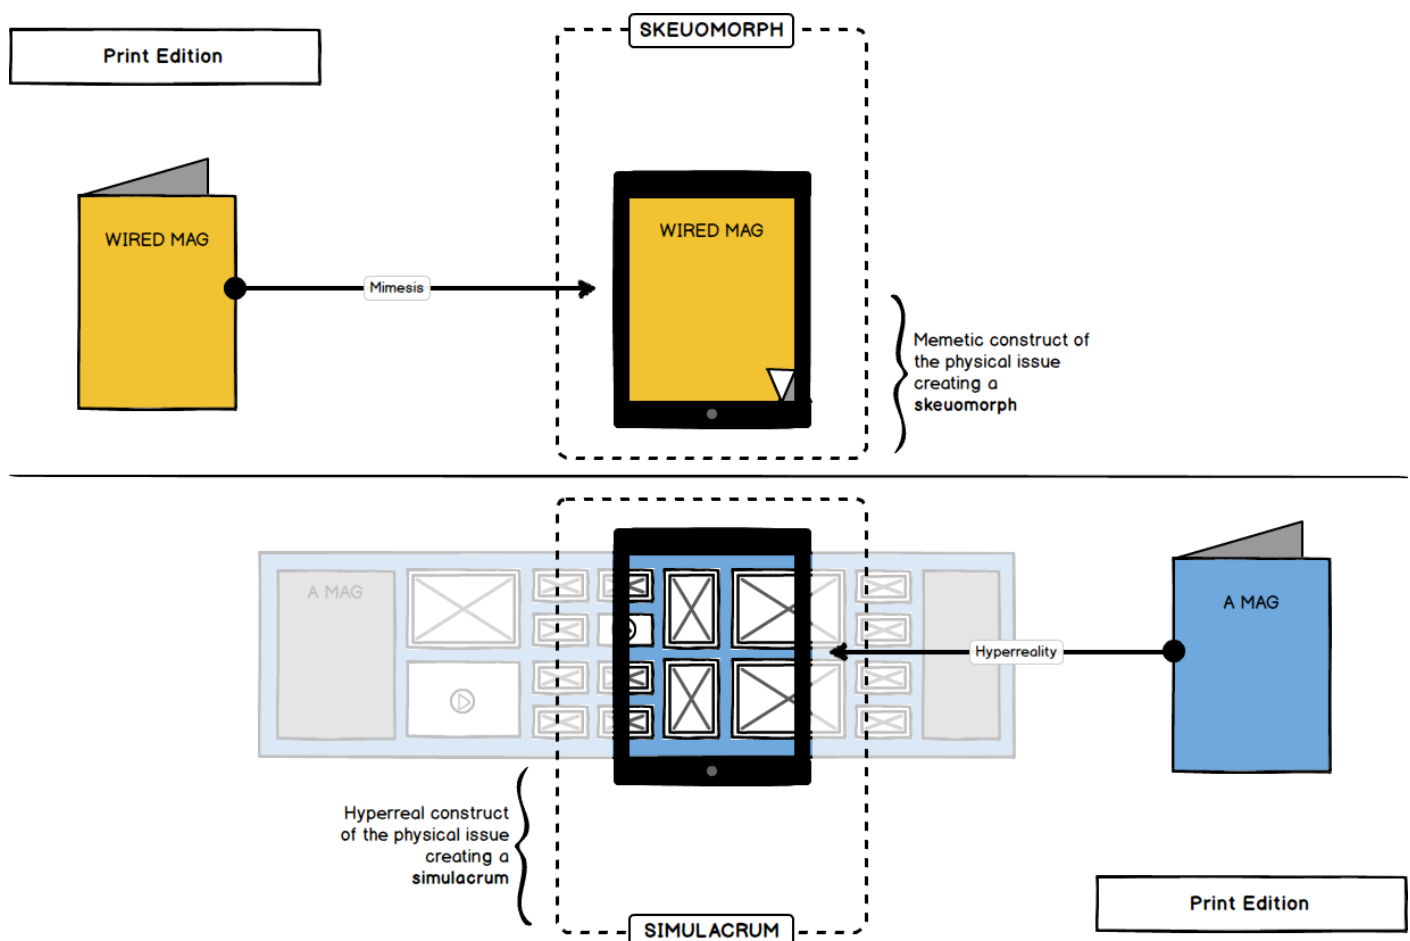 SKEUOMORPH
Print Edition
WIRED MAG
WIRED MAG
Mimesis
Memetic construct of
the physical issue
creating a
skeuomorph
A MAG
A MAG
Hyperreality
Hyperreal construct
of the physical issue
creating a
simulacrum
Print Edition
SIMULACRUM